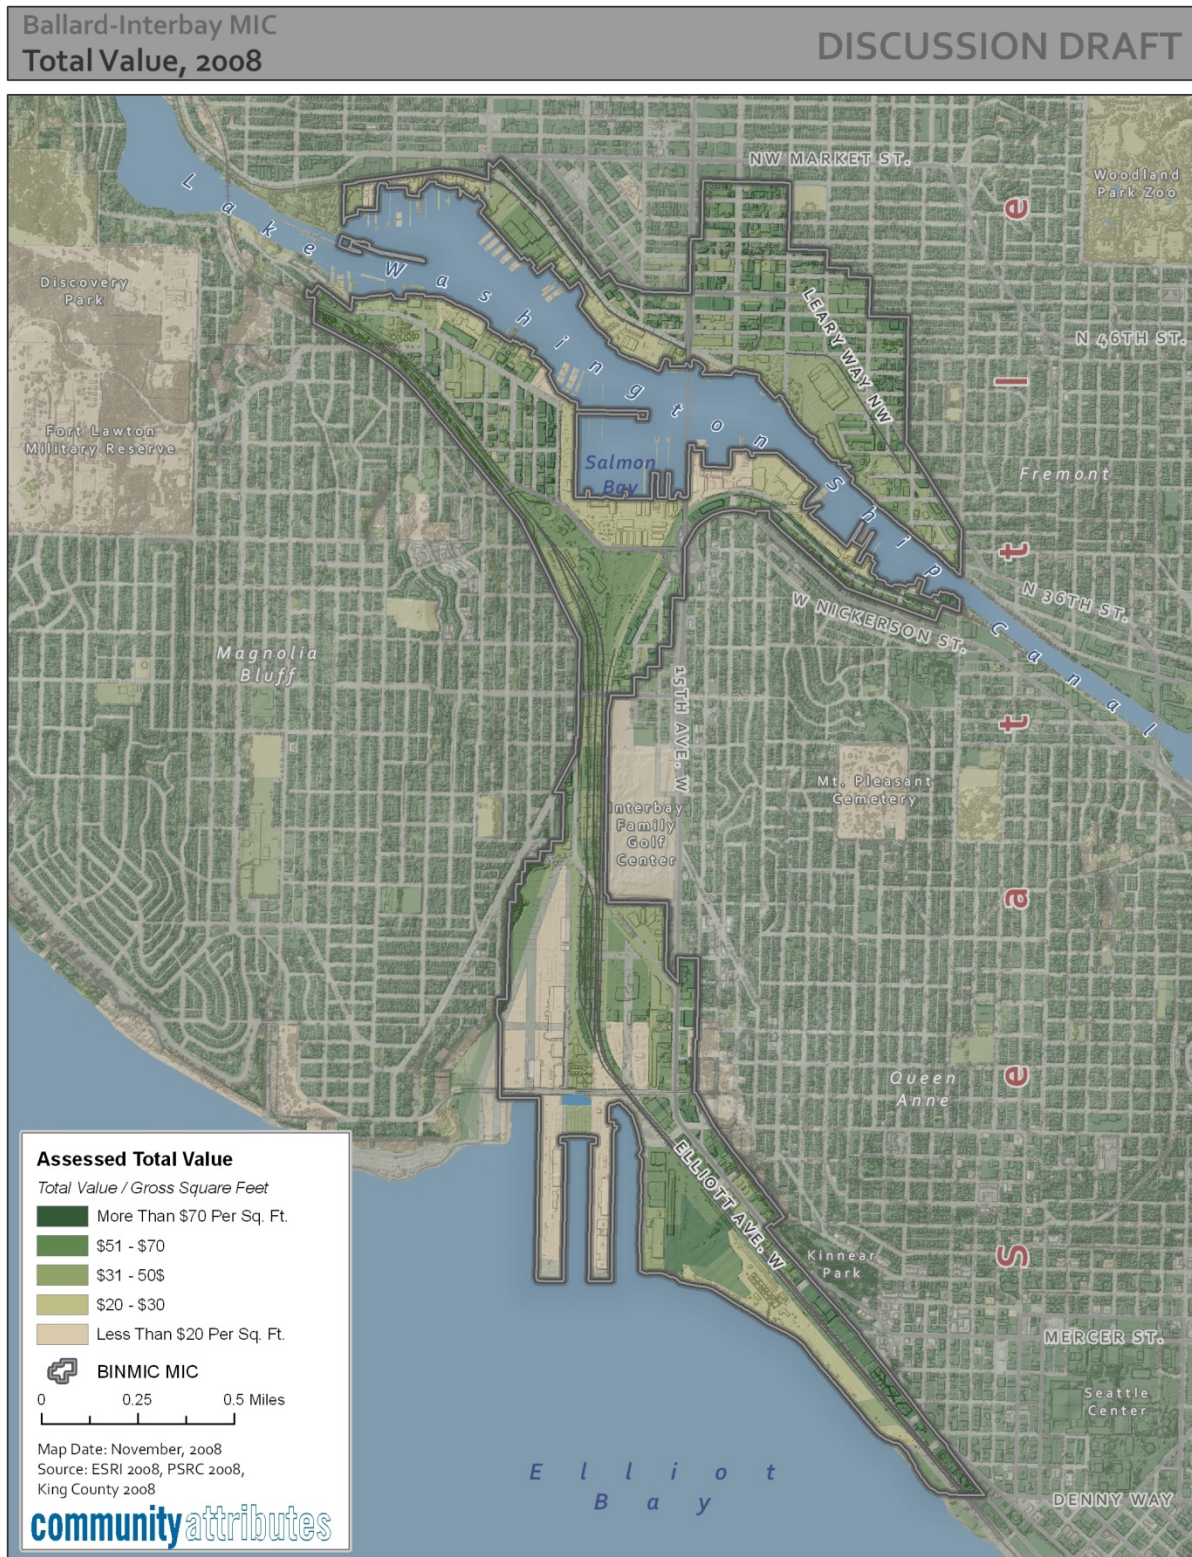 Ballard-Interbay MIC
Total Value, 2008
DISCUSSION DRAFT
NW MARKET ST.
Woodland
Park Zoo
Lake Washington Ship Canal
Discovery
Park
LEARY WAY NW
N 46TH ST.
Fort Lawton
Military Reserve
Salmon
Bay
Fremont
N 36TH ST.
W NICKERSON ST.
Magnolia
Bluff
15TH AVE. W
Seattle
Mt. Pleasant
Cemetery
Interbay
Family
Golf
Center
Queen
Anne
ELLIOTT AVE. W
Kinnear
Park
MERCER ST.
Seattle
Center
DENNY WAY
Elliot
Bay
Assessed Total Value
Total Value / Gross Square Feet
More Than $70 Per Sq. Ft.
$51 - $70
$31 - 50$
$20 - $30
Less Than $20 Per Sq. Ft.
BINMIC MIC
0 0.25 0.5 Miles
Map Date: November, 2008
Source: ESRI 2008, PSRC 2008,
King County 2008
communityattributes